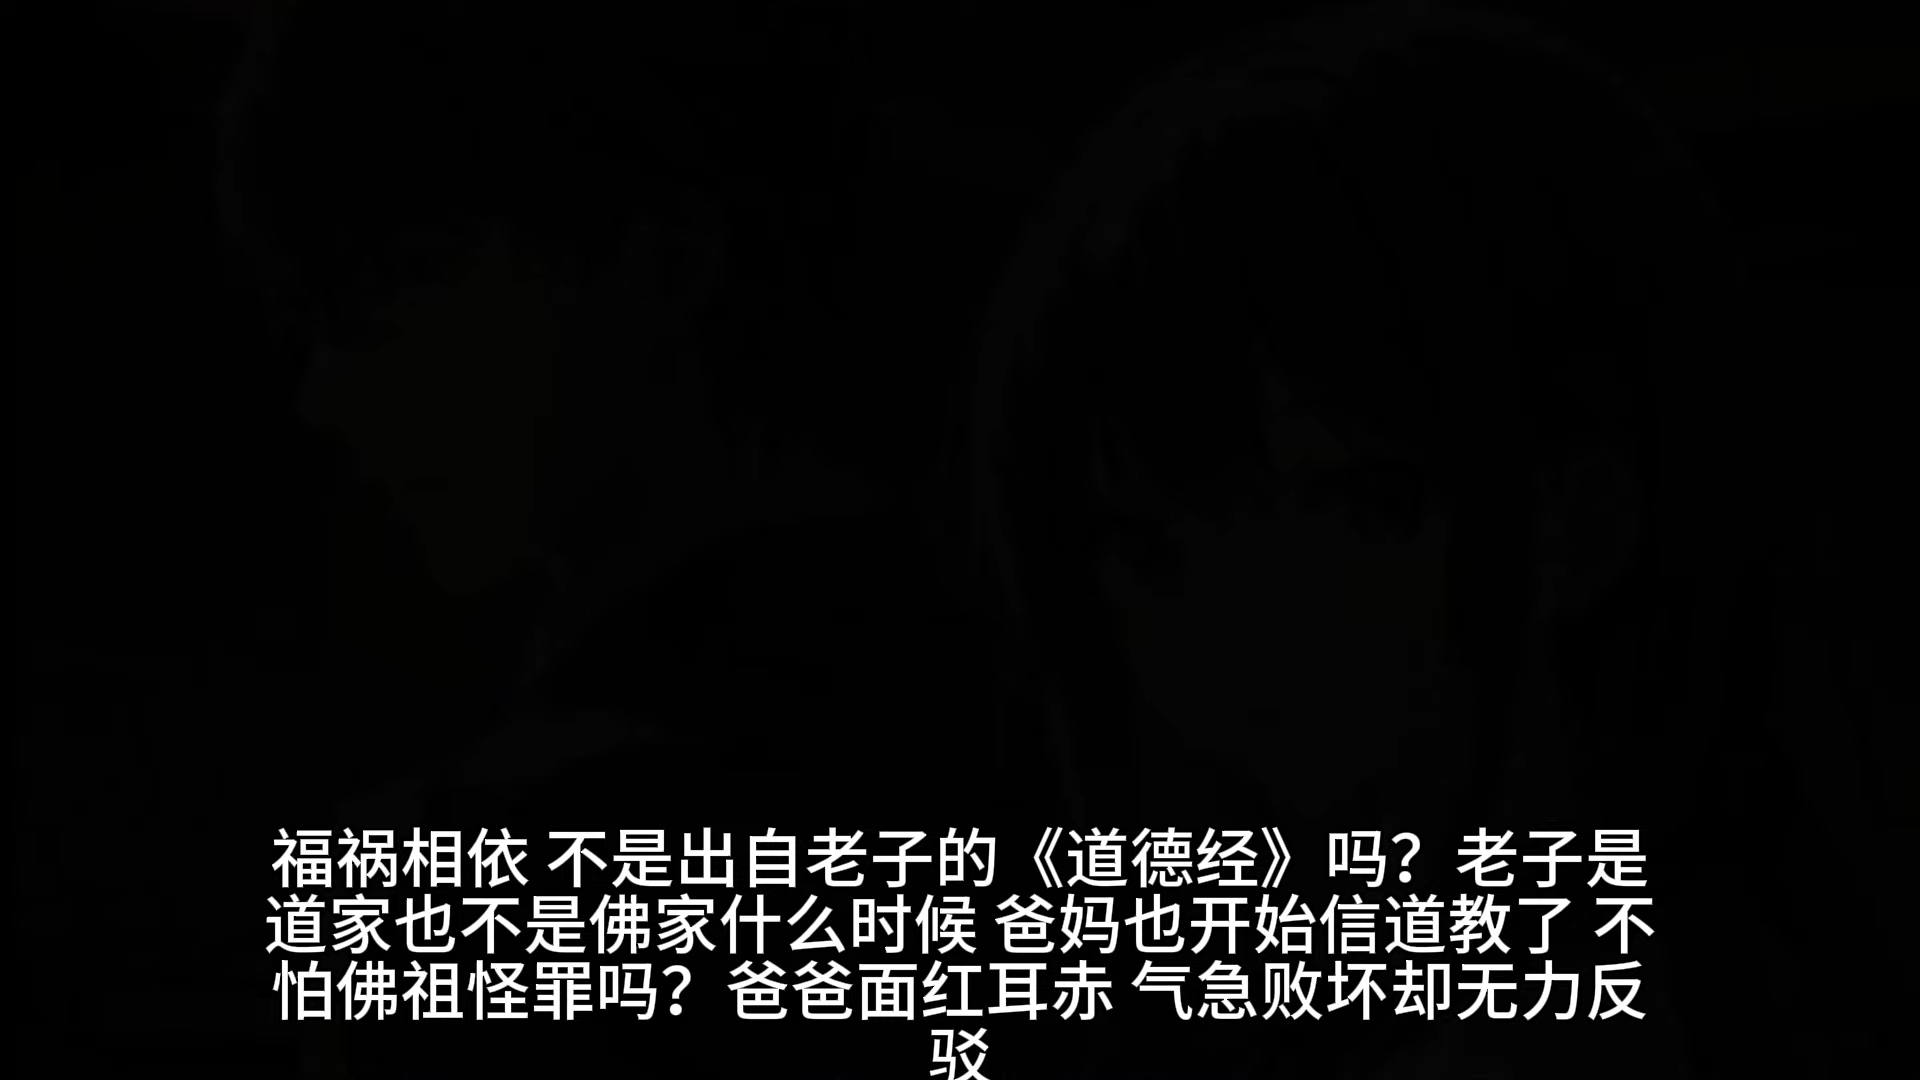 福祸相依 不是出自老子的《道德经》吗？老子是
道家也不是佛家什么时候 爸妈也开始信道教了 不
怕佛祖怪罪吗？爸爸面红耳赤 气急败坏却无力反
驳